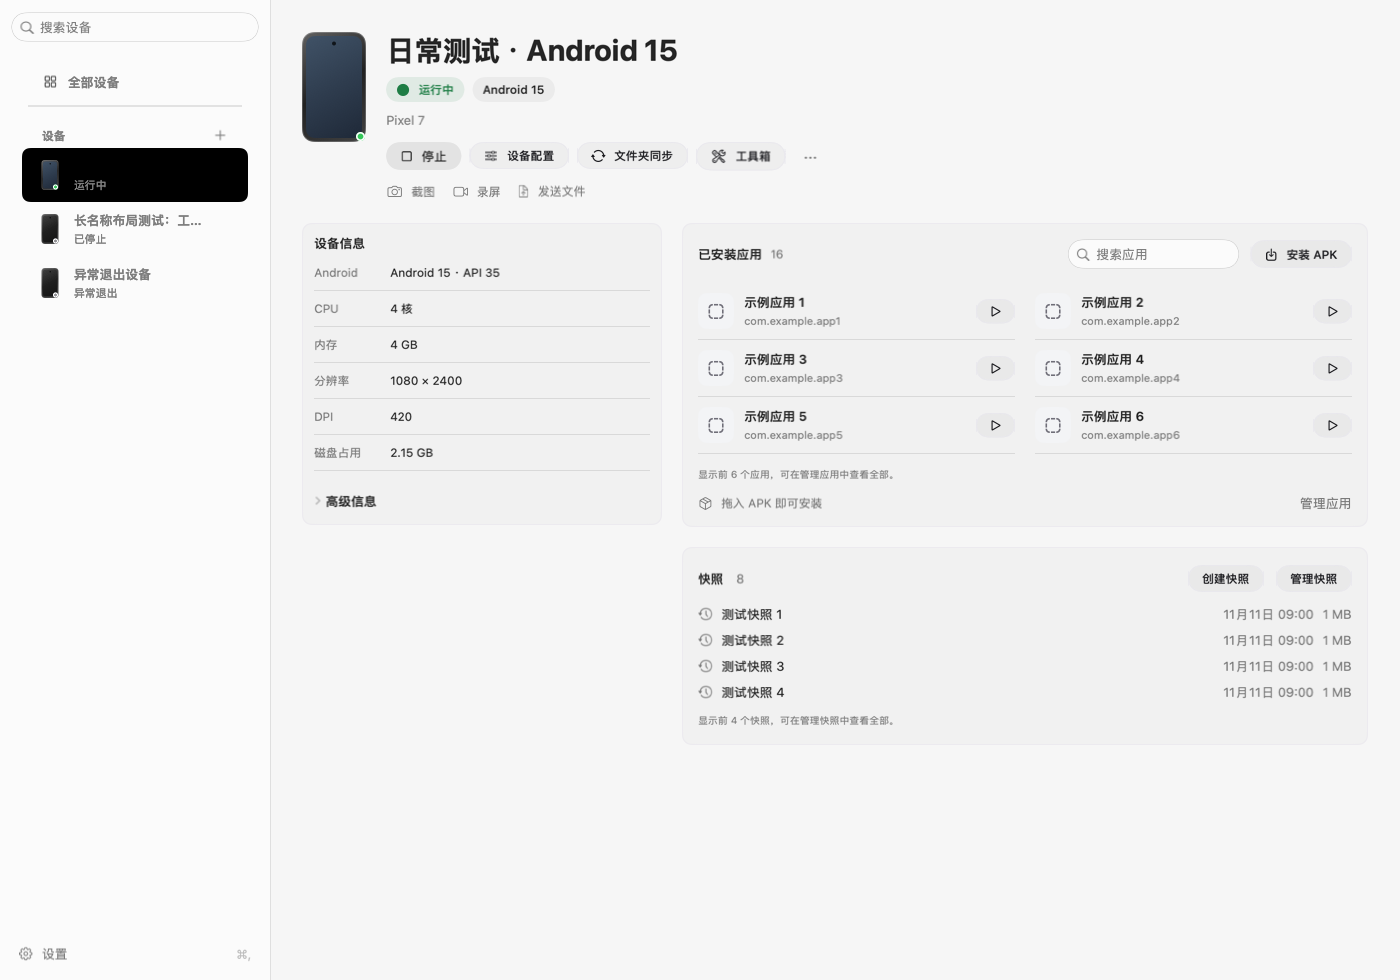 搜索设备
全部设备
设备
运行中
长名称布局测试：工...
已停止
异常退出设备
异常退出
设置
⌘,
日常测试 · Android 15
运行中
Android 15
Pixel 7
停止
设备配置
文件夹同步
工具箱
···
截图
录屏
发送文件
设备信息
Android
Android 15 · API 35
CPU
4 核
内存
4 GB
分辨率
1080 × 2400
DPI
420
磁盘占用
2.15 GB
高级信息
已安装应用 16
搜索应用
安装 APK
示例应用 1
com.example.app1
示例应用 2
com.example.app2
示例应用 3
com.example.app3
示例应用 4
com.example.app4
示例应用 5
com.example.app5
示例应用 6
com.example.app6
显示前 6 个应用，可在管理应用中查看全部。
拖入 APK 即可安装
管理应用
快照 8
创建快照
管理快照
测试快照 1
11月11日 09:00 1 MB
测试快照 2
11月11日 09:00 1 MB
测试快照 3
11月11日 09:00 1 MB
测试快照 4
11月11日 09:00 1 MB
显示前 4 个快照，可在管理快照中查看全部。